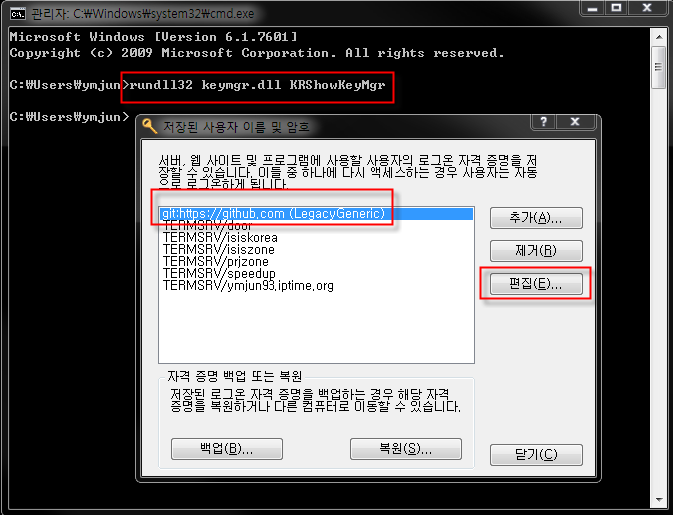 관리자: C:₩Windows₩system32₩cmd.exe
Microsoft Windows [Version 6.1.7601]
Copyright (c) 2009 Microsoft Corporation. All rights reserved.
C:₩Users₩ymjun>rundll32 keymgr.dll KRShowKeyMgr
C:₩Users₩ymjun>
저장된 사용자 이름 및 암호
서버, 웹 사이트 및 프로그램에 사용할 사용자의 로그온 자격 증명을 저
장할 수 있습니다. 이들 중 하나에 다시 액세스하는 경우 사용자는 자동
으로 로그온하게 됩니다.
git:https://github.com (LegacyGeneric)
TERMSRV/door
TERMSRV/isiskorea
TERMSRV/isiszone
TERMSRV/prjzone
TERMSRV/speedup
TERMSRV/ymjun93.iptime.org
추가(A)...
제거(R)
편집(E)...
자격 증명 백업 또는 복원
저장된 로그온 자격 증명을 백업하는 경우 해당 자격
증명을 복원하거나 다른 컴퓨터로 이동할 수 있습니다.
백업(B)...
복원(S)...
닫기(C)